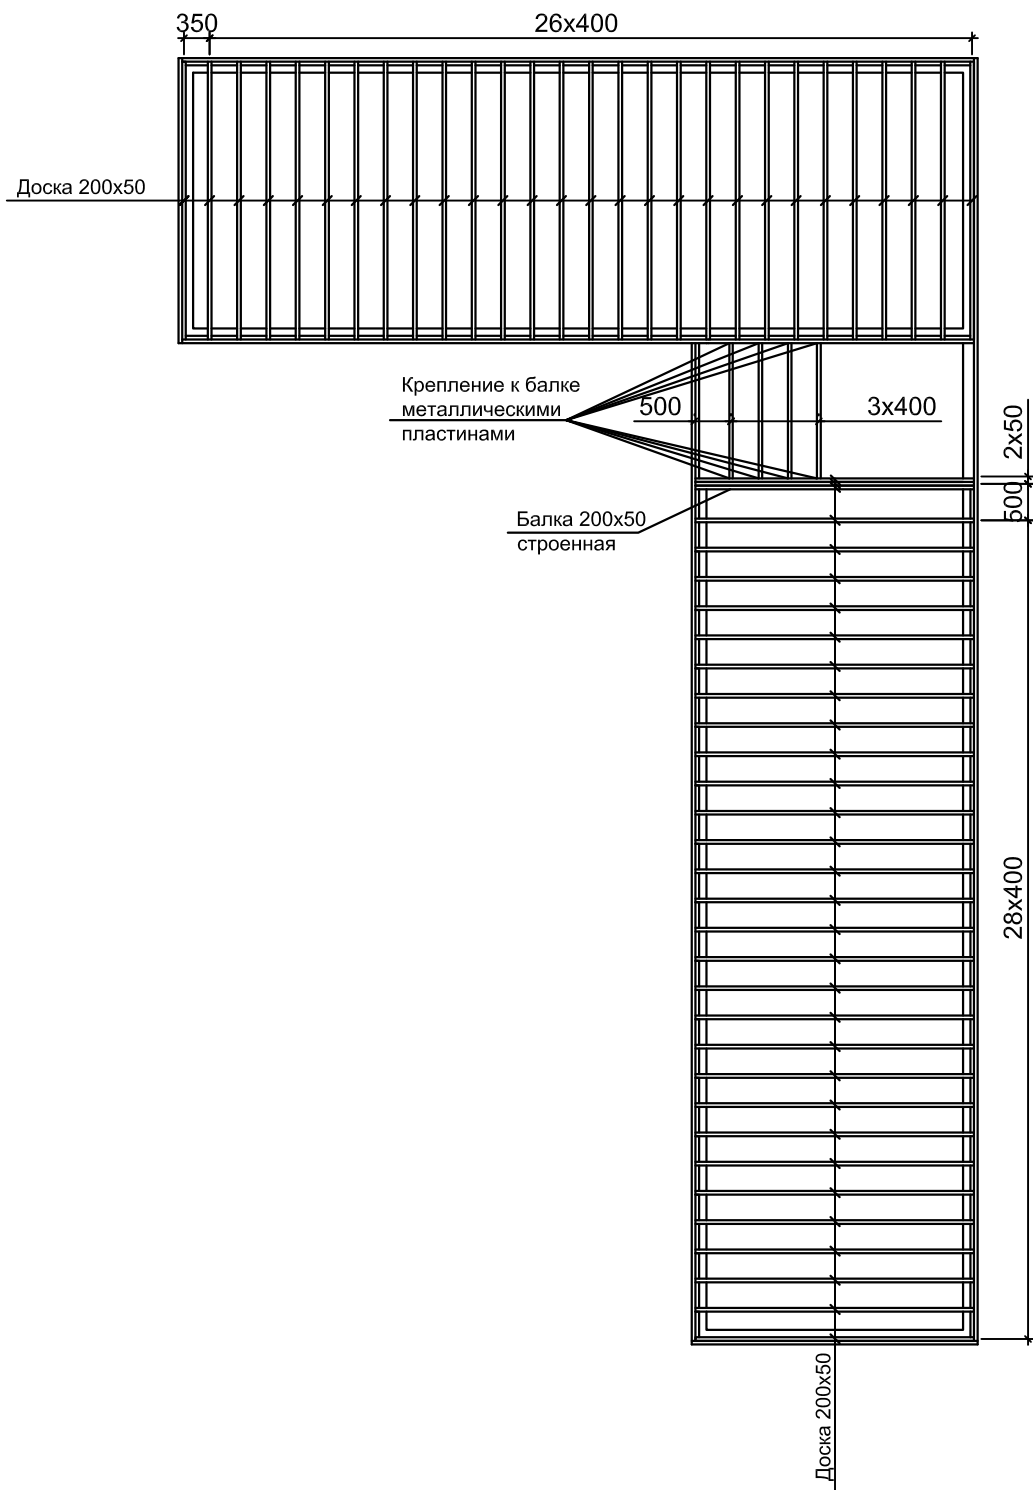 350
26x400
Доска 200x50
Крепление к балке
металлическими
пластинами
500
3x400
2x50
500
Балка 200x50
строенная
28x400
Доска 200x50